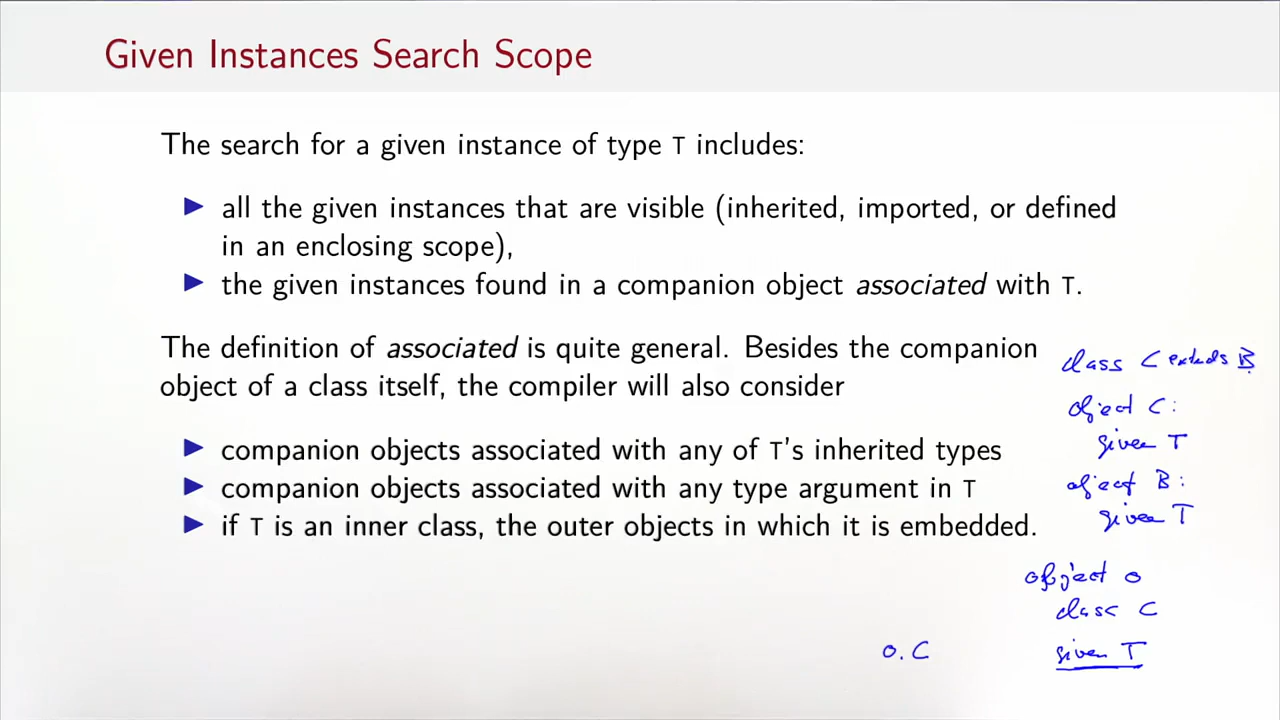 Given Instances Search Scope
The search for a given instance of type T includes:
▶ all the given instances that are visible (inherited, imported, or defined
in an enclosing scope),
▶ the given instances found in a companion object associated with T.
The definition of associated is quite general. Besides the companion
object of a class itself, the compiler will also consider
▶ companion objects associated with any of T's inherited types
▶ companion objects associated with any type argument in T
▶ if T is an inner class, the outer objects in which it is embedded.
class C extends B
object C:
given T
object B:
given T
object o
class C
given T
o.C